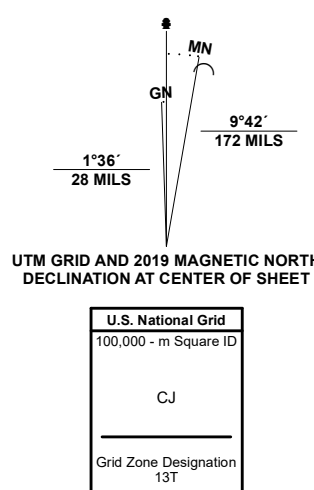 MN
GN
9°42´
172 MILS
1°36´
28 MILS
UTM GRID AND 2019 MAGNETIC NORTH
DECLINATION AT CENTER OF SHEET
U.S. National Grid
100,000 - m Square ID
CJ
Grid Zone Designation
13T